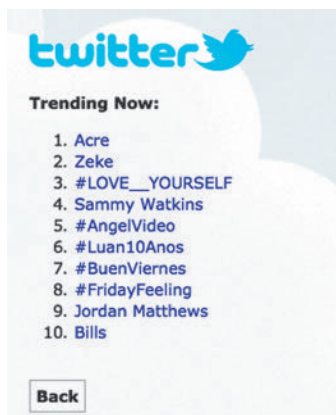 twitter
Trending Now:
1. Acre
2. Zeke
3. #LOVE__YOURSELF
4. Sammy Watkins
5. #AngelVideo
6. #Luan10Anos
7. #BuenViernes
8. #FridayFeeling
9. Jordan Matthews
10. Bills
Back